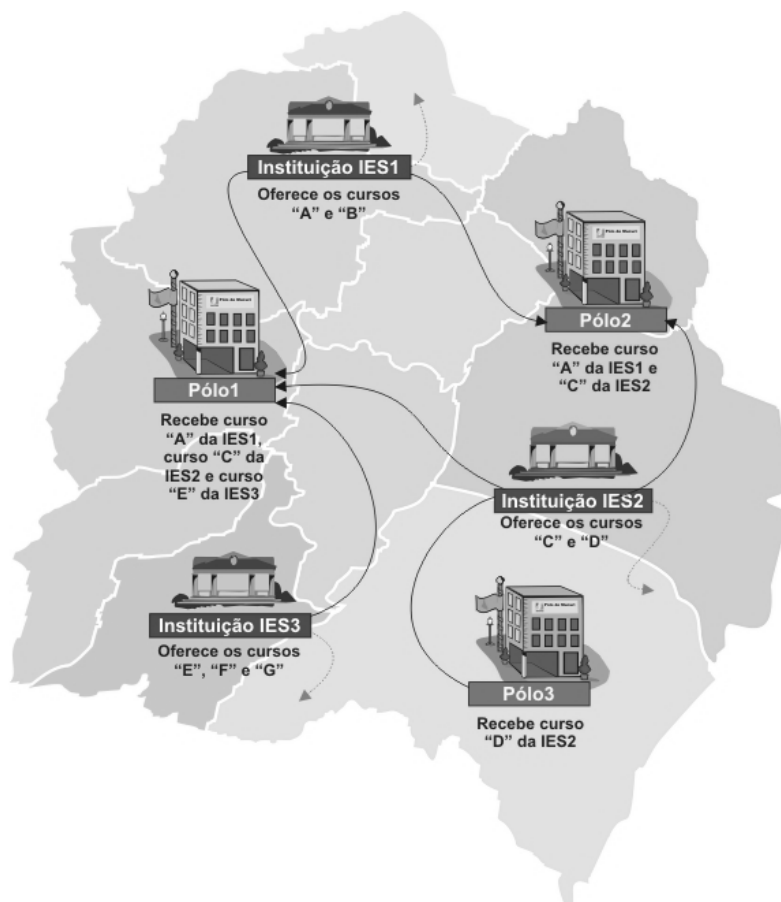 Instituição IES1
Oferece os cursos
“A” e “B”
Pólo2
Recebe curso
“A” da IES1 e
“C” da IES2
Pólo1
Recebe curso
“A” da IES1,
curso “C” da
IES2 e curso
“E” da IES3
Instituição IES2
Oferece os cursos
“C” e “D”
Instituição IES3
Oferece os cursos
“E”, “F” e “G”
Pólo3
Recebe curso
“D” da IES2